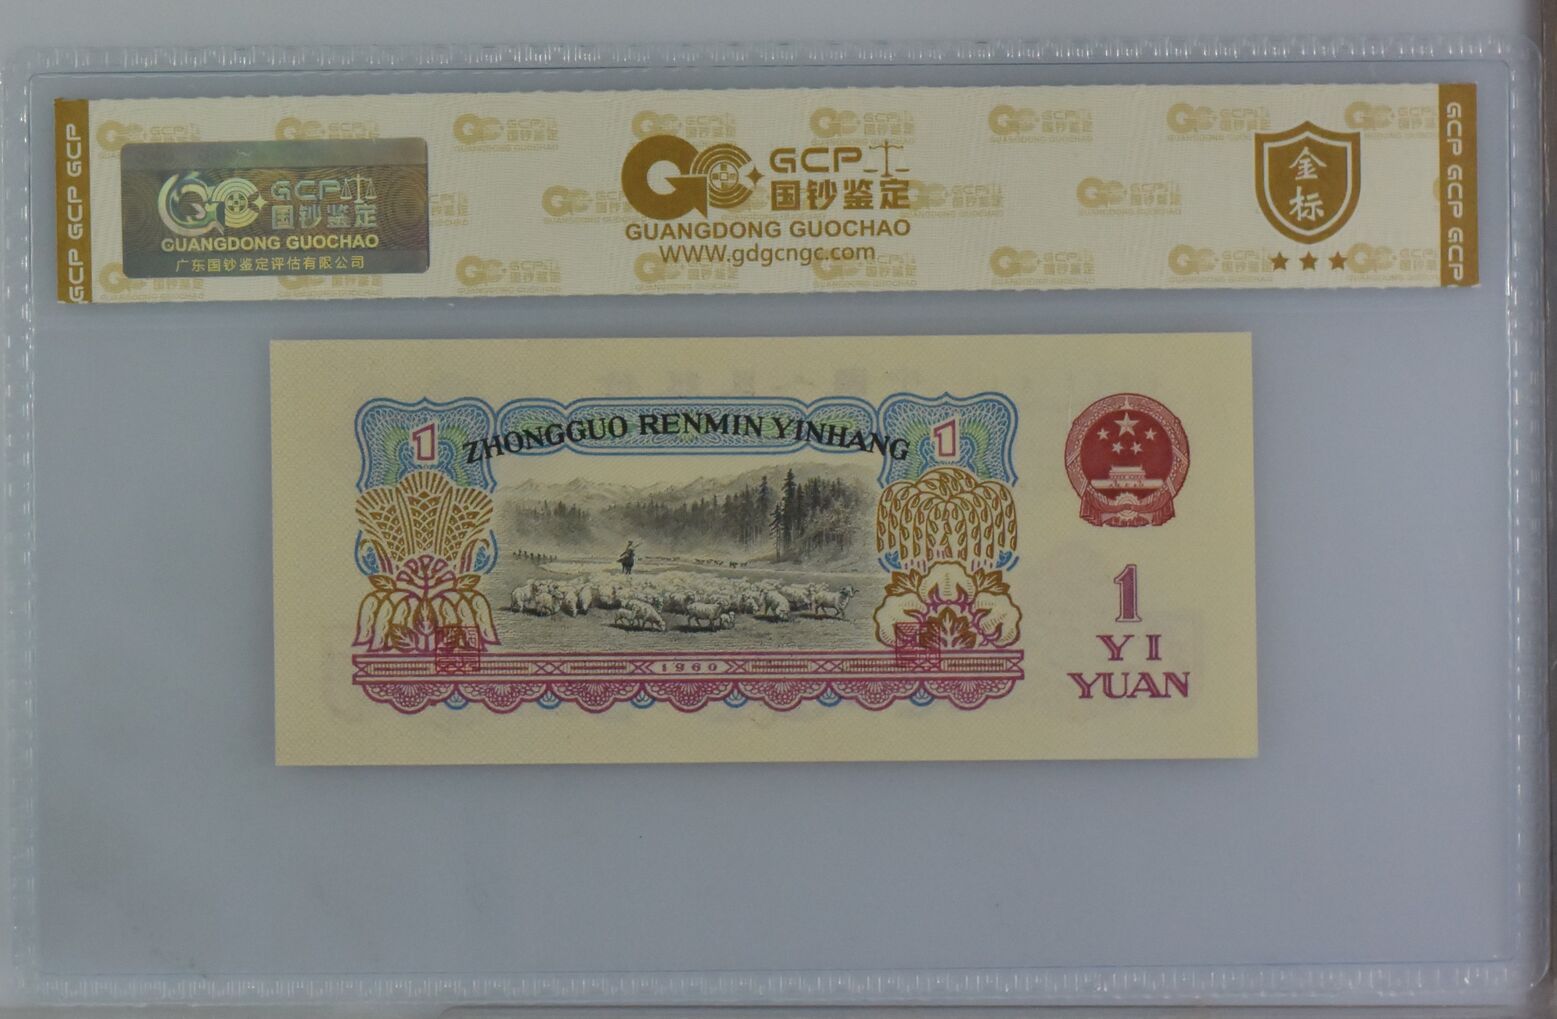 GCP GCP GCP GCP
GCP
国钞鉴定
GUANGDONG GUOCHAO
广东国钞鉴定评估有限公司
GCP
国钞鉴定
GUANGDONG GUOCHAO
WWW.gdgcngc.com
金
标
GCP GCP GCP
1
ZHONGGUO RENMIN YINHANG
1
1960
1
YI
YUAN